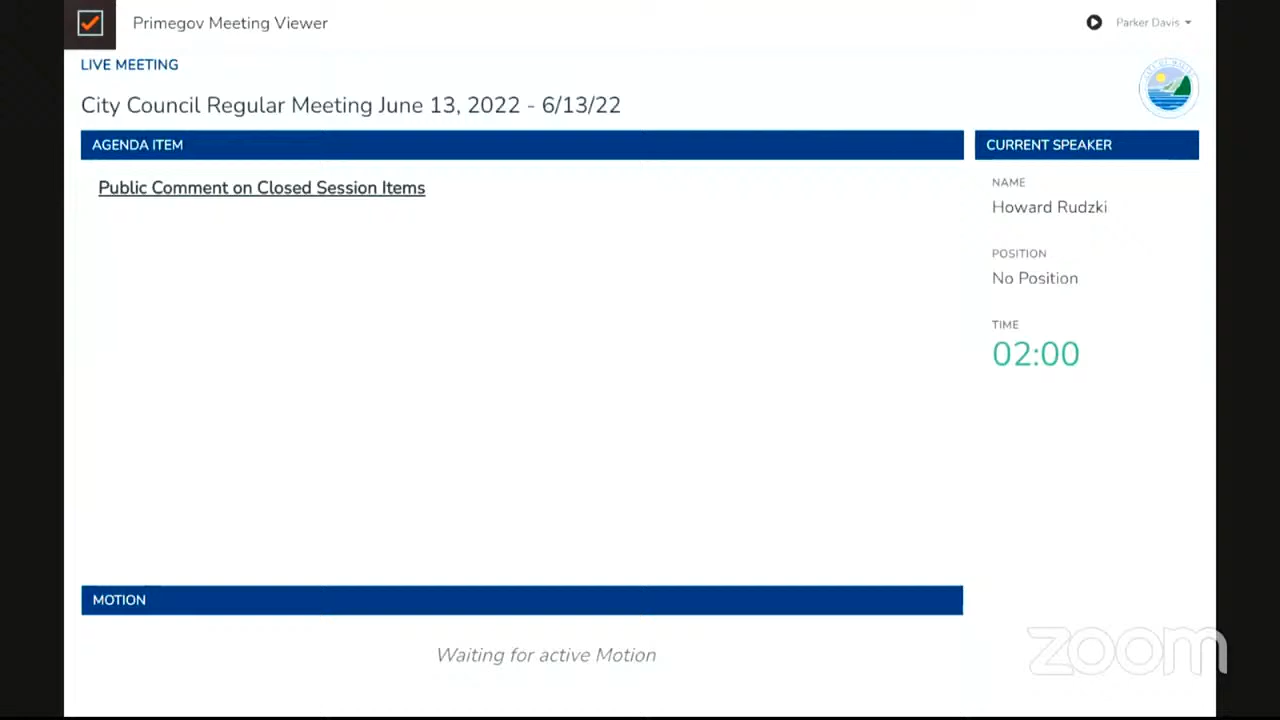 Primegov Meeting Viewer
Parker Davis
LIVE MEETING
City Council Regular Meeting June 13, 2022 - 6/13/22
AGENDA ITEM
CURRENT SPEAKER
Public Comment on Closed Session Items
NAME
Howard Rudzki
POSITION
No Position
TIME
02:00
MOTION
Waiting for active Motion
zoom